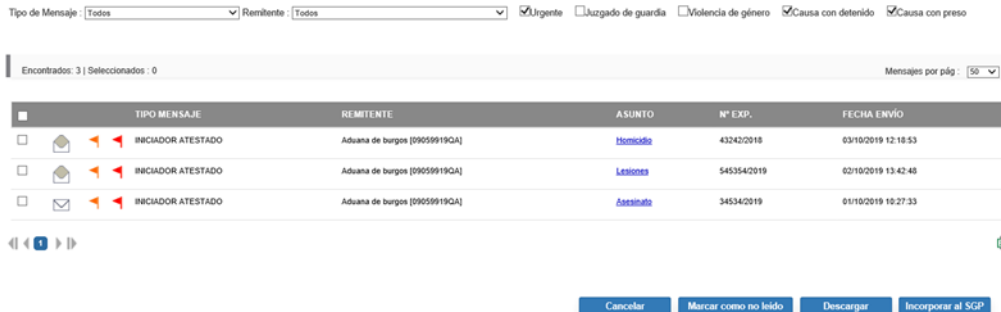 Tipo de Mensaje : Todos Remitente : Todos Urgente Juzgado de guardia Violencia de género Causa con detenido Causa con preso
Encontrados: 3 | Seleccionados : 0 Mensajes por pág : 50
TIPO MENSAJE REMITENTE ASUNTO Nº EXP. FECHA ENVÍO
INICIADOR ATESTADO Aduana de burgos [09059919QA] Homicidio 43242/2018 03/10/2019 12:18:53
INICIADOR ATESTADO Aduana de burgos [09059919QA] Lesiones 545354/2019 02/10/2019 13:42:48
INICIADOR ATESTADO Aduana de burgos [09059919QA] Asesinato 34534/2019 01/10/2019 10:27:33
1
Cancelar Marcar como no leído Descargar Incorporar al SGP